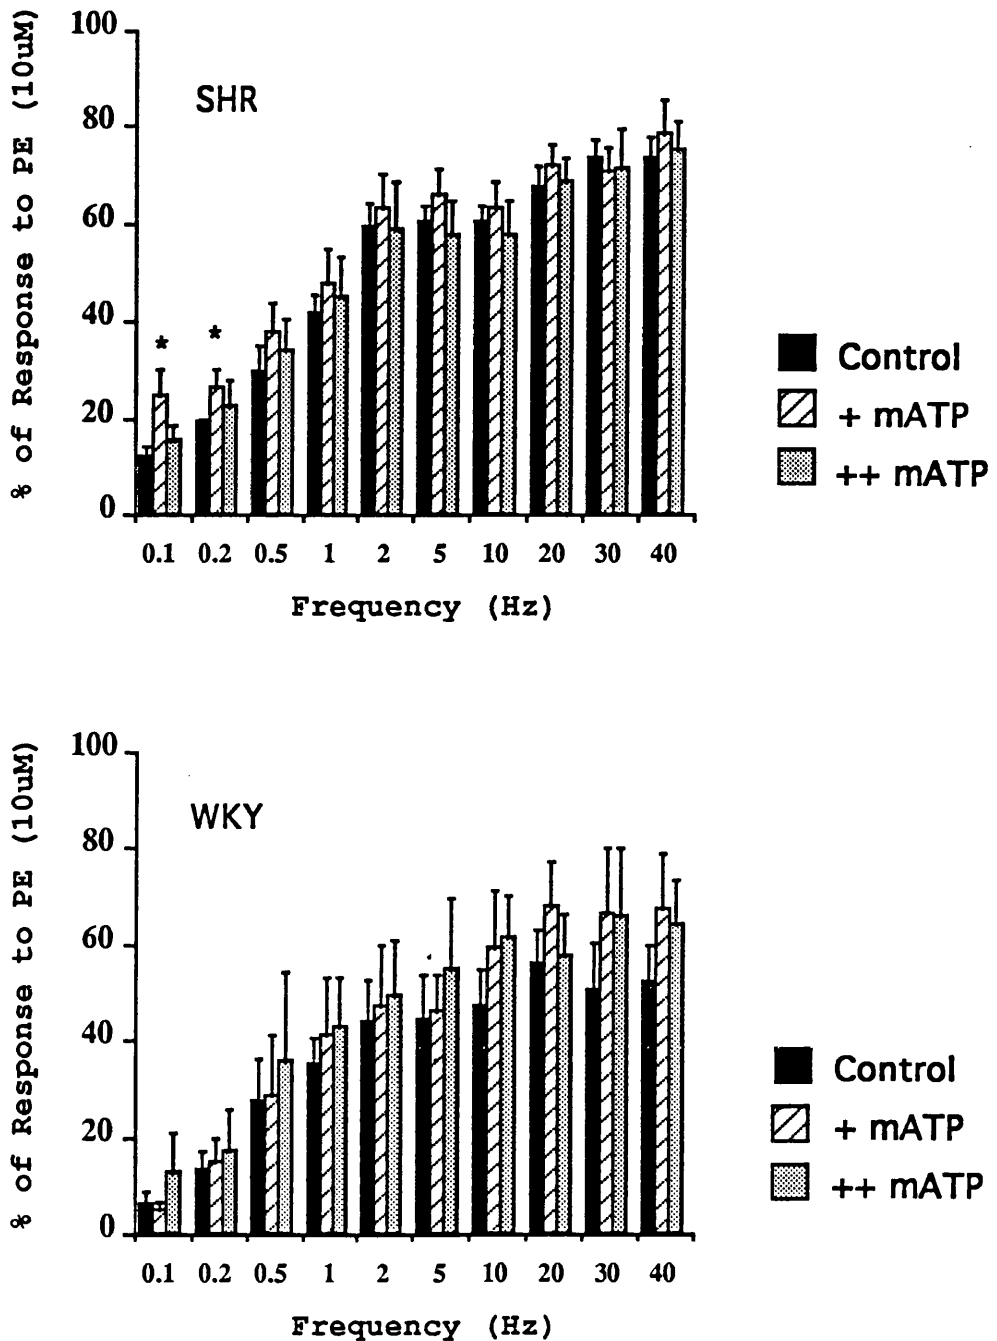 % of Response to PE (10uM)
100
80
60
40
20
0
SHR
*
*
0.1 0.2 0.5 1 2 5 10 20 30 40
Frequency (Hz)
Control
+ mATP
++ mATP
% of Response to PE (10uM)
100
80
60
40
20
0
WKY
0.1 0.2 0.5 1 2 5 10 20 30 40
Frequency (Hz)
Control
+ mATP
++ mATP